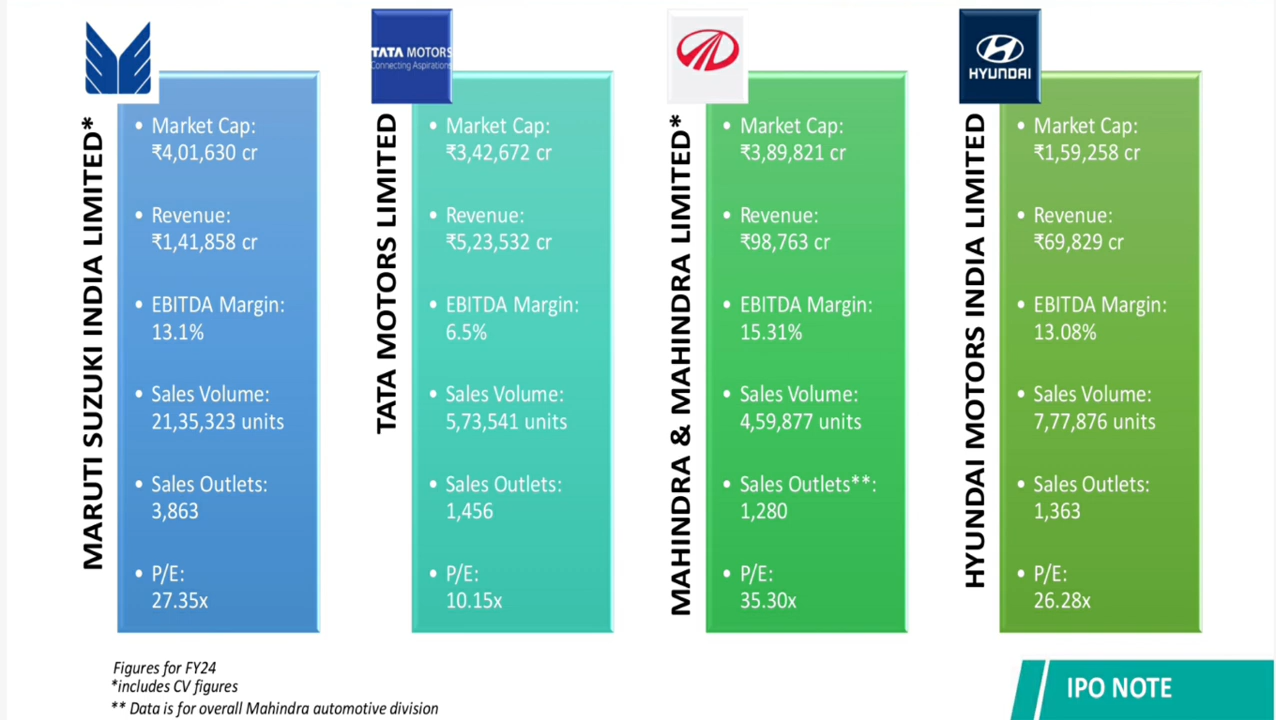 MARUTI SUZUKI INDIA LIMITED*
• Market Cap:
₹4,01,630 cr
• Revenue:
₹1,41,858 cr
• EBITDA Margin:
13.1%
• Sales Volume:
21,35,323 units
• Sales Outlets:
3,863
• P/E:
27.35x
TATA MOTORS
Connecting Aspirations
TATA MOTORS LIMITED
• Market Cap:
₹3,42,672 cr
• Revenue:
₹5,23,532 cr
• EBITDA Margin:
6.5%
• Sales Volume:
5,73,541 units
• Sales Outlets:
1,456
• P/E:
10.15x
MAHINDRA & MAHINDRA LIMITED*
• Market Cap:
₹3,89,821 cr
• Revenue:
₹98,763 cr
• EBITDA Margin:
15.31%
• Sales Volume:
4,59,877 units
• Sales Outlets**:
1,280
• P/E:
35.30x
HYUNDAI
HYUNDAI MOTORS INDIA LIMITED
• Market Cap:
₹1,59,258 cr
• Revenue:
₹69,829 cr
• EBITDA Margin:
13.08%
• Sales Volume:
7,77,876 units
• Sales Outlets:
1,363
• P/E:
26.28x
Figures for FY24
*includes CV figures
** Data is for overall Mahindra automotive division
IPO NOTE